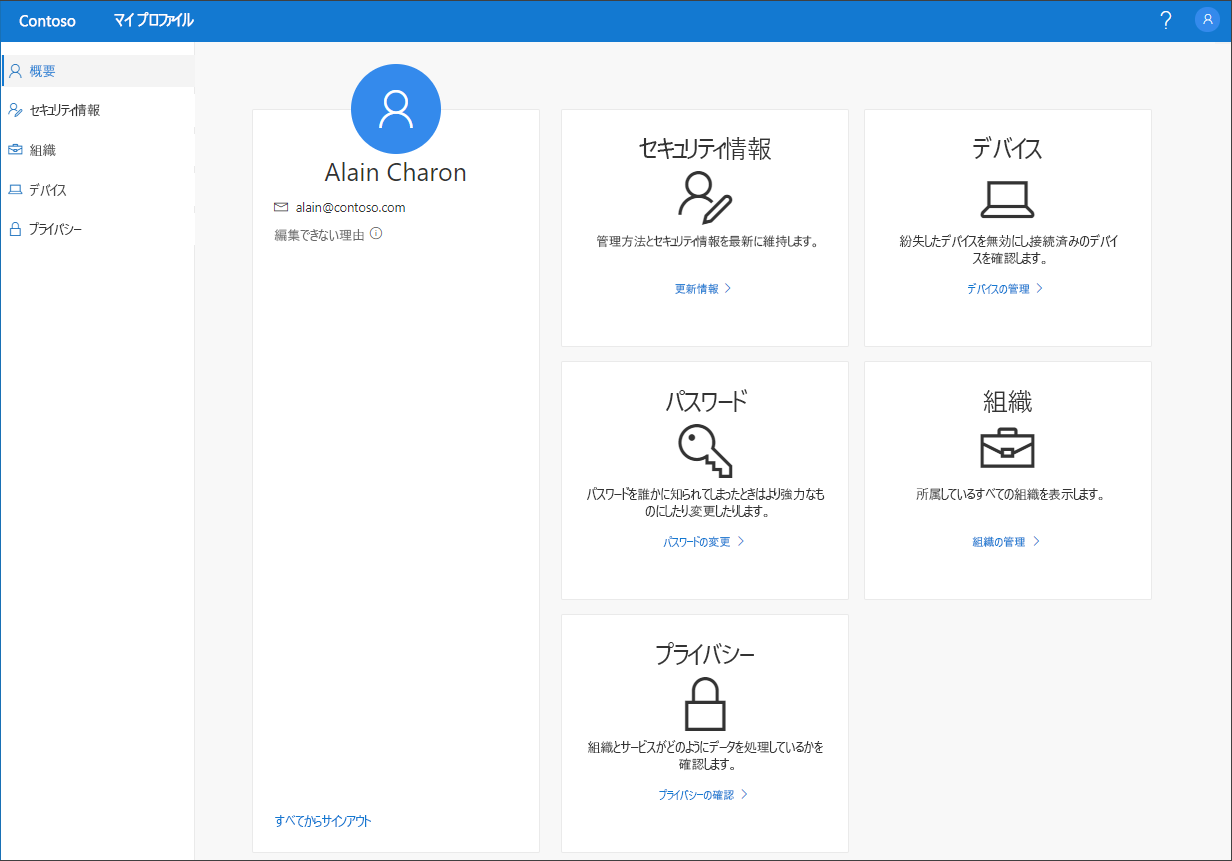 Contoso マイ プロファイル ?
概要
セキュリティ情報
組織
デバイス
プライバシー
Alain Charon
alain@contoso.com
編集できない理由
すべてからサインアウト
セキュリティ情報
管理方法とセキュリティ情報を最新に維持します。
更新情報
デバイス
紛失したデバイスを無効にし、接続済みのデバイ
スを確認します。
デバイスの管理
パスワード
パスワードを誰かに知られてしまったときはより強力なも
のにしたり、変更したりします。
パスワードの変更
組織
所属しているすべての組織を表示します。
組織の管理
プライバシー
組織とサービスがどのようにデータを処理しているかを
確認します。
プライバシーの確認